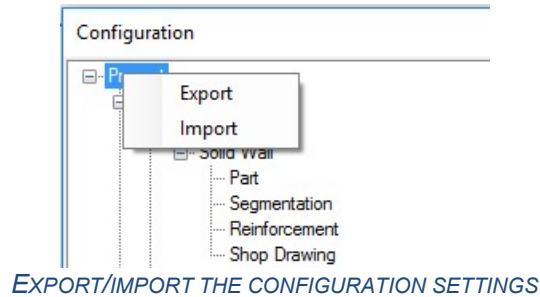 Configuration
Export
Import
Solid Wall
Part
Segmentation
Reinforcement
Shop Drawing
EXPORT/IMPORT THE CONFIGURATION SETTINGS